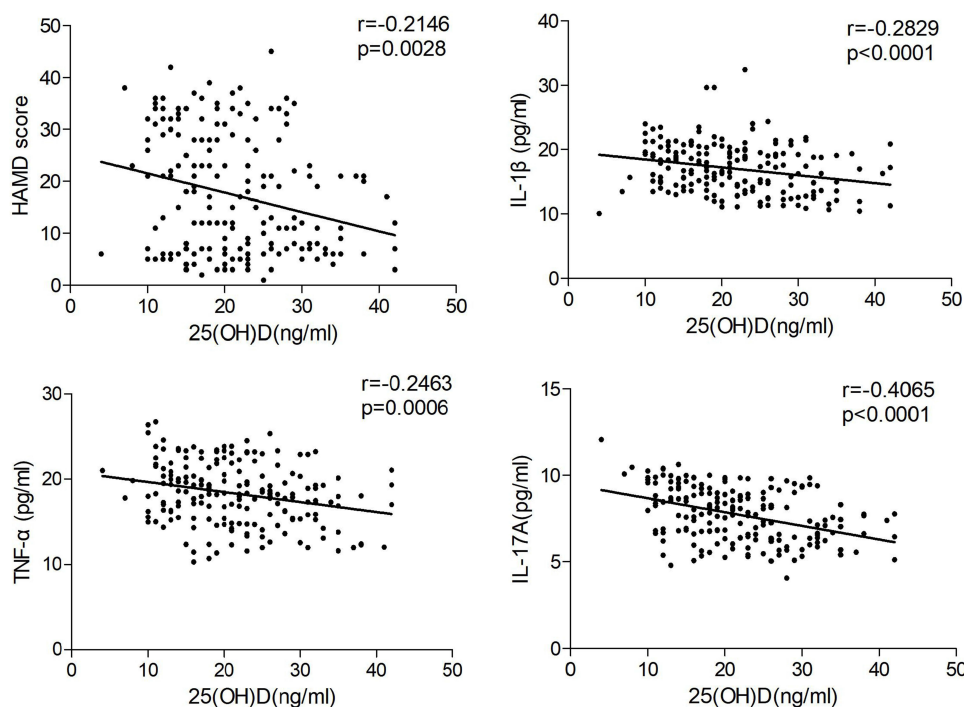 r=-0.2146
p=0.0028
HAMD score
50
40
30
20
10
0
0 10 20 30 40 50
25(OH)D(ng/ml)
r=-0.2829
p<0.0001
IL-1β (pg/ml)
40
30
20
10
0
0 10 20 30 40 50
25(OH)D(ng/ml)
r=-0.2463
p=0.0006
TNF-α (pg/ml)
30
20
10
0
0 10 20 30 40 50
25(OH)D(ng/ml)
r=-0.4065
p<0.0001
IL-17A(pg/ml)
15
10
5
0
0 10 20 30 40 50
25(OH)D(ng/ml)